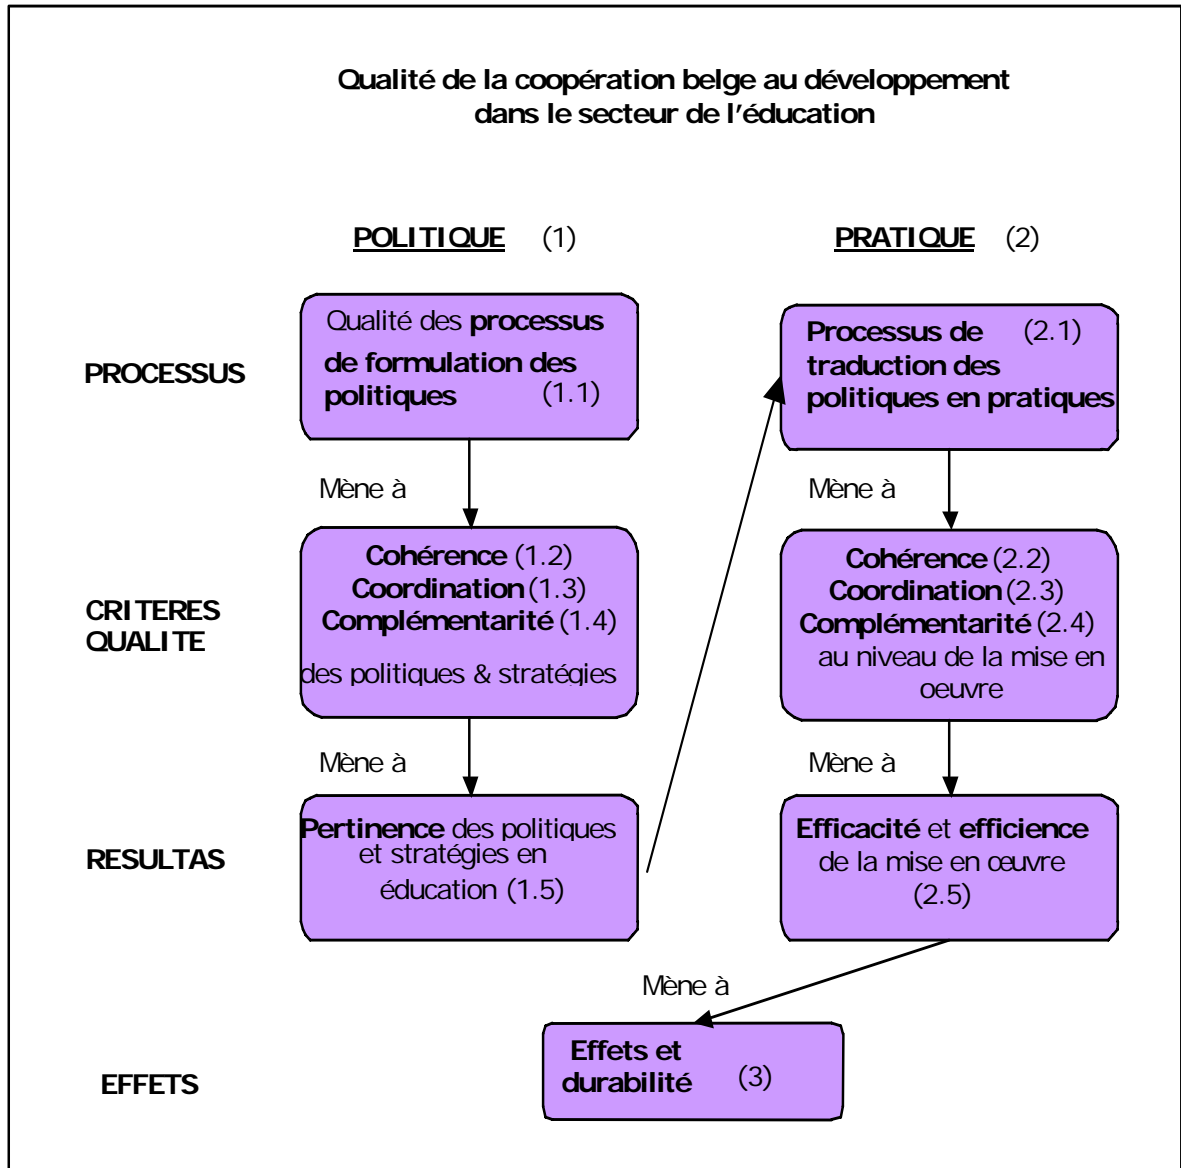 Qualité de la coopération belge au développement
dans le secteur de l'éducation
POLITIQUE (1)
PRATIQUE (2)
PROCESSUS
Qualité des processus
de formulation des
politiques (1.1)
Processus de (2.1)
traduction des
politiques en pratiques
Mène à
Mène à
CRITERES
QUALITE
Cohérence (1.2)
Coordination (1.3)
Complémentarité (1.4)
des politiques & stratégies
Cohérence (2.2)
Coordination (2.3)
Complémentarité (2.4)
au niveau de la mise en
oeuvre
Mène à
Mène à
RESULTAS
Pertinence des politiques
et stratégies en
éducation (1.5)
Efficacité et efficience
de la mise en œuvre
(2.5)
Mène à
EFFETS
Effets et
durabilité (3)